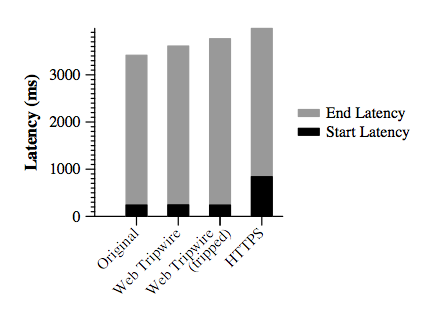 Latency (ms)
3000
2000
1000
0
Original
Web Tripwire
Web Tripwire
(tripped)
HTTPS
End Latency
Start Latency